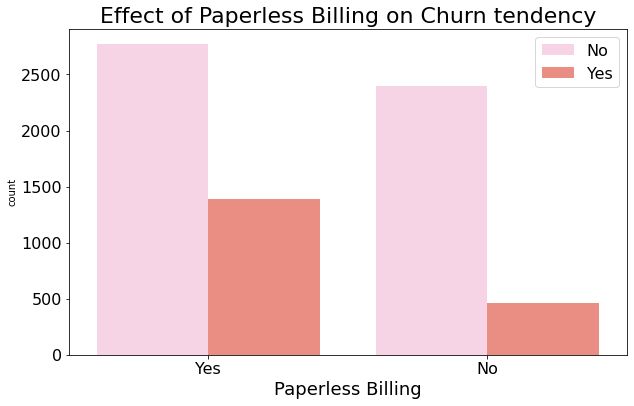 Effect of Paperless Billing on Churn tendency
No
Yes
2500
2000
1500
1000
500
0
count
Yes
No
Paperless Billing